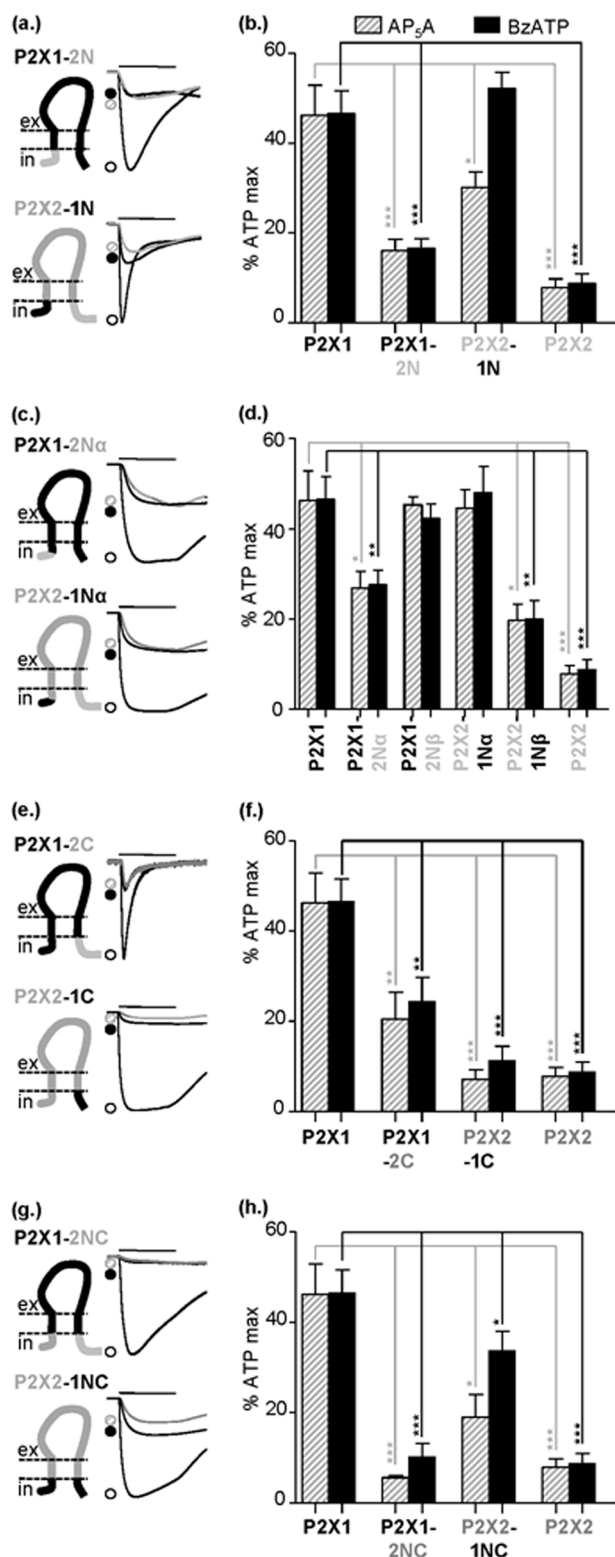 (a.)
P2X1-2N
ex
in
P2X2-1N
ex
in
(b.)
AP5A
BzATP
60
40
20
0
% ATP max
*** *** * *** ***
P2X1
P2X1-
2N
P2X2-
1N
P2X2
(c.)
P2X1-2Nα
ex
in
P2X2-1Nα
ex
in
(d.)
60
40
20
0
% ATP max
* ** * ** *** ***
P2X1
P2X1-
2Nα
P2X1-
2Nβ
P2X2-
1Nα
P2X2
1Nβ
P2X2
(e.)
P2X1-2C
ex
in
P2X2-1C
ex
in
(f.)
60
40
20
0
% ATP max
** ** *** *** *** ***
P2X1
P2X1
-2C
P2X2
-1C
P2X2
(g.)
P2X1-2NC
ex
in
P2X2-1NC
ex
in
(h.)
60
40
20
0
% ATP max
*** *** * * *** ***
P2X1
P2X1-
2NC
P2X2-
1NC
P2X2